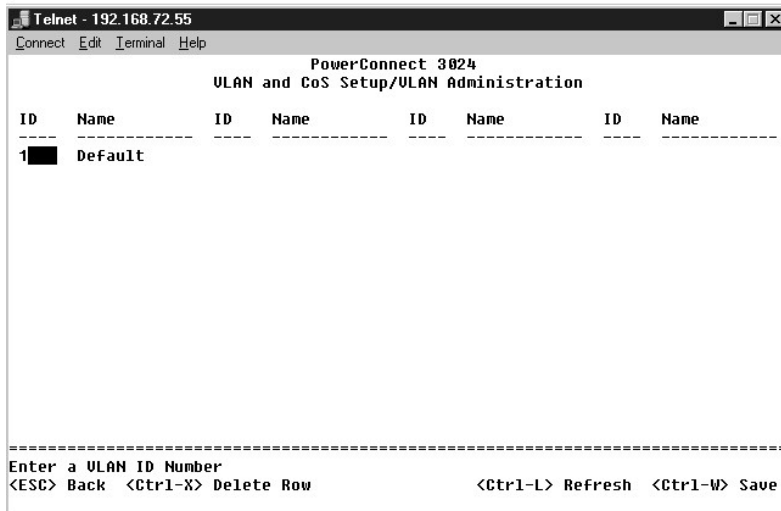 Telnet - 192.168.72.55
Connect Edit Terminal Help
PowerConnect 3024
VLAN and CoS Setup/VLAN Administration
ID Name ID Name ID Name ID Name
---- ------------ ---- ------------ ---- ------------ ---- ------------
1 Default
================================================================================
Enter a VLAN ID Number
<ESC> Back <Ctrl-X> Delete Row <Ctrl-L> Refresh <Ctrl-W> Save